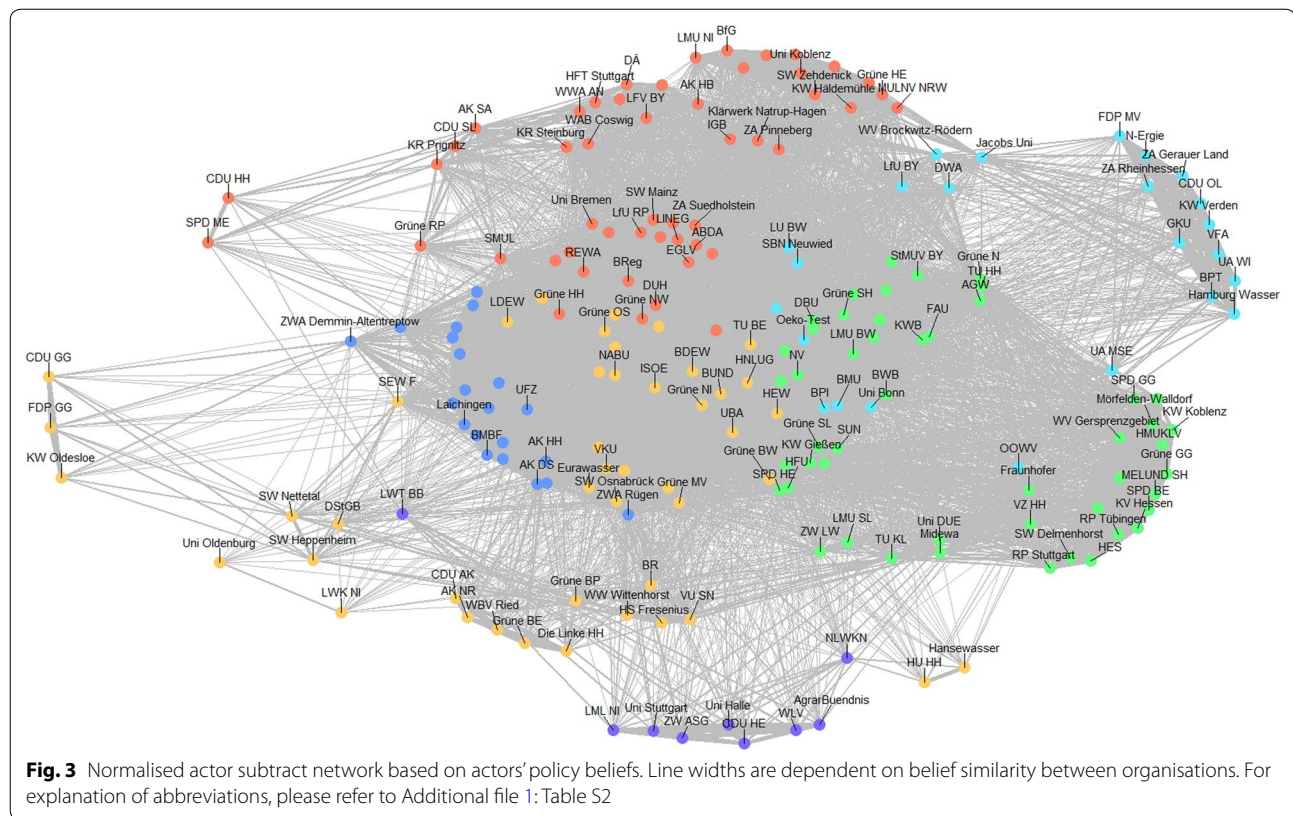 BfG
LMU NI
Uni Koblenz
DÄ
HFT Stuttgart
SW Zehdenick
Grüne HE
AK HB
WWA AN
LFV BY
KW Haldemühle
MULNV NRW
AK SA
WAB Coswig
Klärwerk Natrup-Hagen
CDU SL
KR Steinburg
IGB
ZA Pinneberg
WV Brockwitz-Rödern
FDP MV
KR Prignitz
Jacobs Uni
N-Ergie
ZA Gerauer Land
LfU BY
DWA
ZA Rheinhessen
CDU HH
CDU OL
SW Mainz
Uni Bremen
ZA Suedholstein
KW Verden
SPD ME
LfU RP
LINEG
GKU
Grüne RP
ABDA
LU BW
VFA
SMUL
SBN Neuwied
StMUV BY
Grüne N
REWA
EGLV
TU HH
UA WI
BReg
AGW
BPT
DUH
Grüne SH
Hamburg Wasser
LDEW
Grüne HH
Grüne NW
DBU
Grüne OS
FAU
Oeko-Test
KWB
ZWA Demmin-Altentreptow
TU BE
LMU BW
NABU
BDEW
HNLUG
NV
UA MSE
CDU GG
ISOE
BUND
BWB
SPD GG
SEW F
Grüne NI
HEW
BPI
BMU
Uni Bonn
Mörfelden-Walldorf
UFZ
FDP GG
Laichingen
UBA
WV Gersprenzgebiet
KW Koblenz
Grüne SL
SUN
HMUKLV
BMBF
AK HH
VKU
Grüne BW
KW Gießen
OOWV
Grüne GG
KW Oldesloe
AK DS
Eurawasser
SPD HE
HFU
Fraunhofer
MELUND SH
SW Osnabrück
Grüne MV
SPD BE
SW Nettetal
LWT BB
ZWA Rügen
VZ HH
KV Hessen
DStGB
RP Tübingen
LMU SL
Uni DUE
SW Delmenhorst
Uni Oldenburg
SW Heppenheim
ZW LW
TU KL
Midewa
RP Stuttgart
HES
BR
CDU AK
Grüne BP
LWK NI
AK NR
WW Wittenhorst
VU SN
WBV Ried
HS Fresenius
Grüne BE
Die Linke HH
NLWKN
Hansewasser
HU HH
LML NI
Uni Stuttgart
Uni Halle
AgrarBuendnis
ZW ASG
CDU HE
WLV
Fig. 3 Normalised actor subtract network based on actors' policy beliefs. Line widths are dependent on belief similarity between organisations. For
explanation of abbreviations, please refer to Additional file 1: Table S2